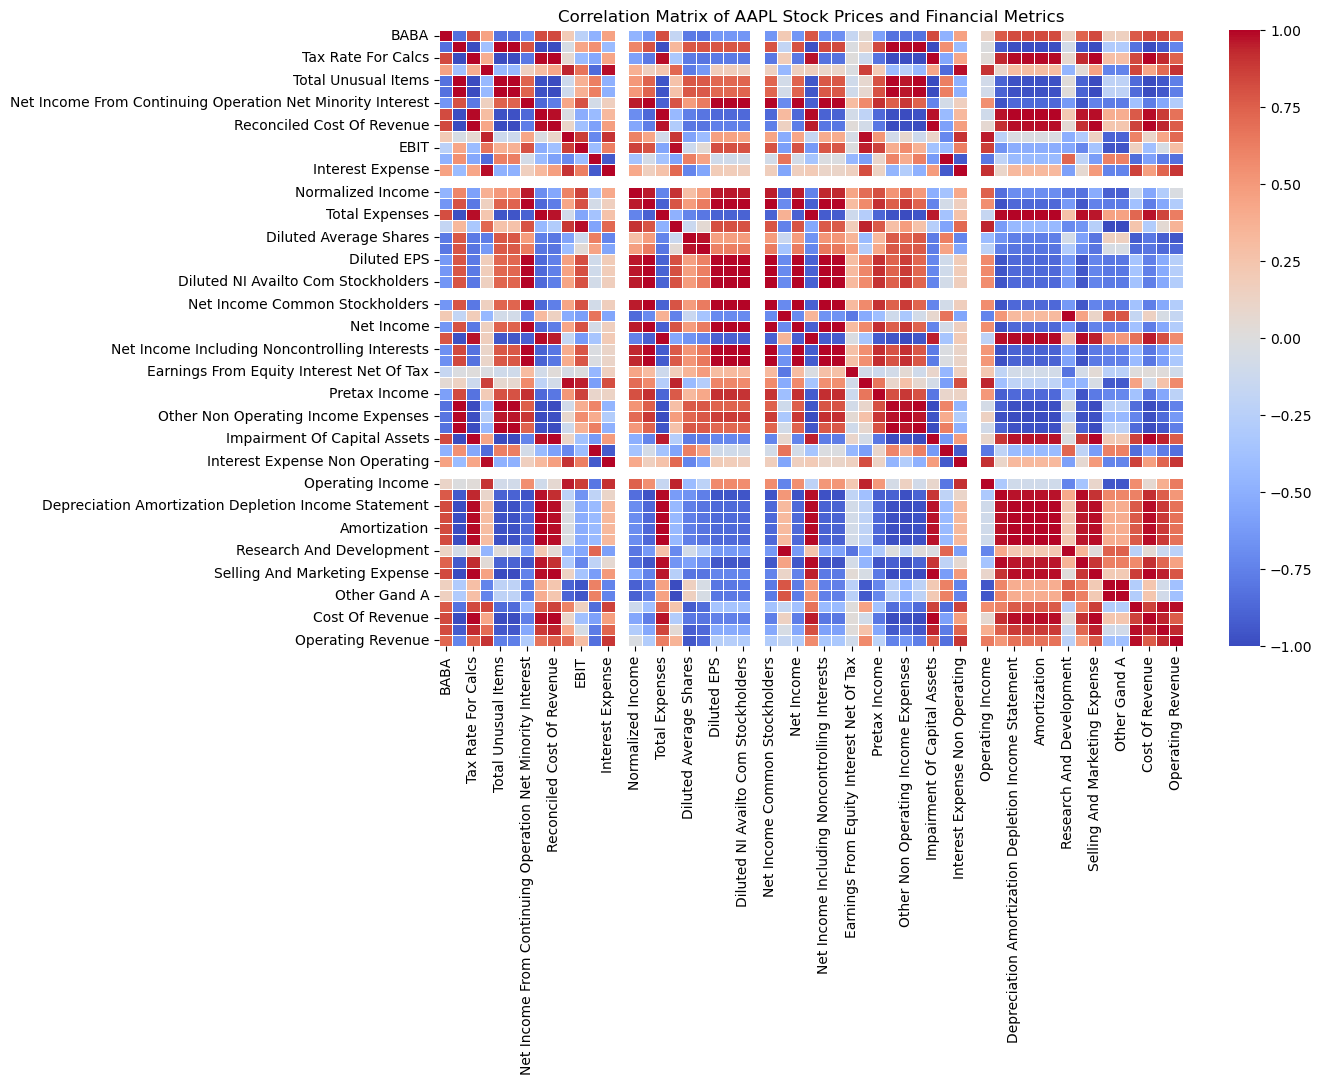 Correlation Matrix of AAPL Stock Prices and Financial Metrics
BABA
Tax Rate For Calcs
Total Unusual Items
Net Income From Continuing Operation Net Minority Interest
Reconciled Cost Of Revenue
EBIT
Interest Expense
Normalized Income
Total Expenses
Diluted Average Shares
Diluted EPS
Diluted NI Availto Com Stockholders
Net Income Common Stockholders
Net Income
Net Income Including Noncontrolling Interests
Earnings From Equity Interest Net Of Tax
Pretax Income
Other Non Operating Income Expenses
Impairment Of Capital Assets
Interest Expense Non Operating
Operating Income
Depreciation Amortization Depletion Income Statement
Amortization
Research And Development
Selling And Marketing Expense
Other Gand A
Cost Of Revenue
Operating Revenue
BABA
Tax Rate For Calcs
Total Unusual Items
Net Income From Continuing Operation Net Minority Interest
Reconciled Cost Of Revenue
EBIT
Interest Expense
Normalized Income
Total Expenses
Diluted Average Shares
Diluted EPS
Diluted NI Availto Com Stockholders
Net Income Common Stockholders
Net Income
Net Income Including Noncontrolling Interests
Earnings From Equity Interest Net Of Tax
Pretax Income
Other Non Operating Income Expenses
Impairment Of Capital Assets
Interest Expense Non Operating
Operating Income
Depreciation Amortization Depletion Income Statement
Amortization
Research And Development
Selling And Marketing Expense
Other Gand A
Cost Of Revenue
Operating Revenue
1.00
0.75
0.50
0.25
0.00
−0.25
−0.50
−0.75
−1.00